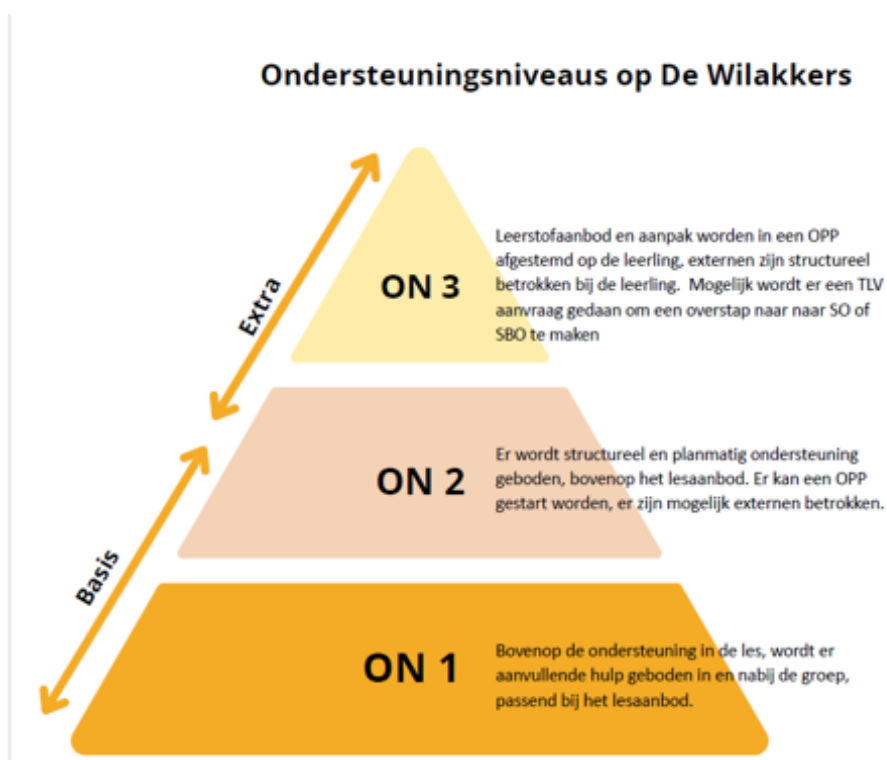 Ondersteuningsniveaus op De Wilakkers
Extra
ON 3
Leerstofaanbod en aanpak worden in een OPP
afgestemd op de leerling, externen zijn structureel
betrokken bij de leerling. Mogelijk wordt er een TLV
aanvraag gedaan om een overstap naar naar SO of
SBO te maken
ON 2
Er wordt structureel en planmatig ondersteuning
geboden, bovenop het lesaanbod. Er kan een OPP
gestart worden, er zijn mogelijk externen betrokken.
Basis
ON 1
Bovenop de ondersteuning in de les, wordt er
aanvullende hulp geboden in en nabij de groep,
passend bij het lesaanbod.